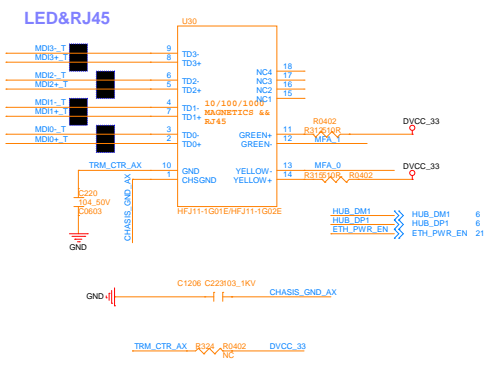 LED&RJ45
U30
MDI3-_T 9 TD3-
MDI3+_T 8 TD3+
MDI2-_T 6 TD2-
MDI2+_T 5 TD2+
MDI1-_T 4 TD1-
MDI1+_T 7 TD1+
MDI0-_T 3 TD0-
MDI0+_T 2 TD0+
NC4 18
NC3 17
NC2 16
NC1 15
10/100/1000
MAGNETICS &&
RJ45
GREEN+ 11 R312 510R R0402 DVCC_33
GREEN- 12 MFA_1
TRM_CTR_AX 10 GND
1 CHSGND
YELLOW- 13 MFA_0
YELLOW+ 14 R315 510R R0402 DVCC_33
CHASIS_GND_AX
C220
104_50V
C0603
GND
HFJ11-1G01E/HFJ11-1G02E
HUB_DM1 HUB_DM1 6
HUB_DP1 HUB_DP1 6
ETH_PWR_EN ETH_PWR_EN 21
C1206 C223 103_1KV
GND CHASIS_GND_AX
TRM_CTR_AX R324 R0402 DVCC_33
NC